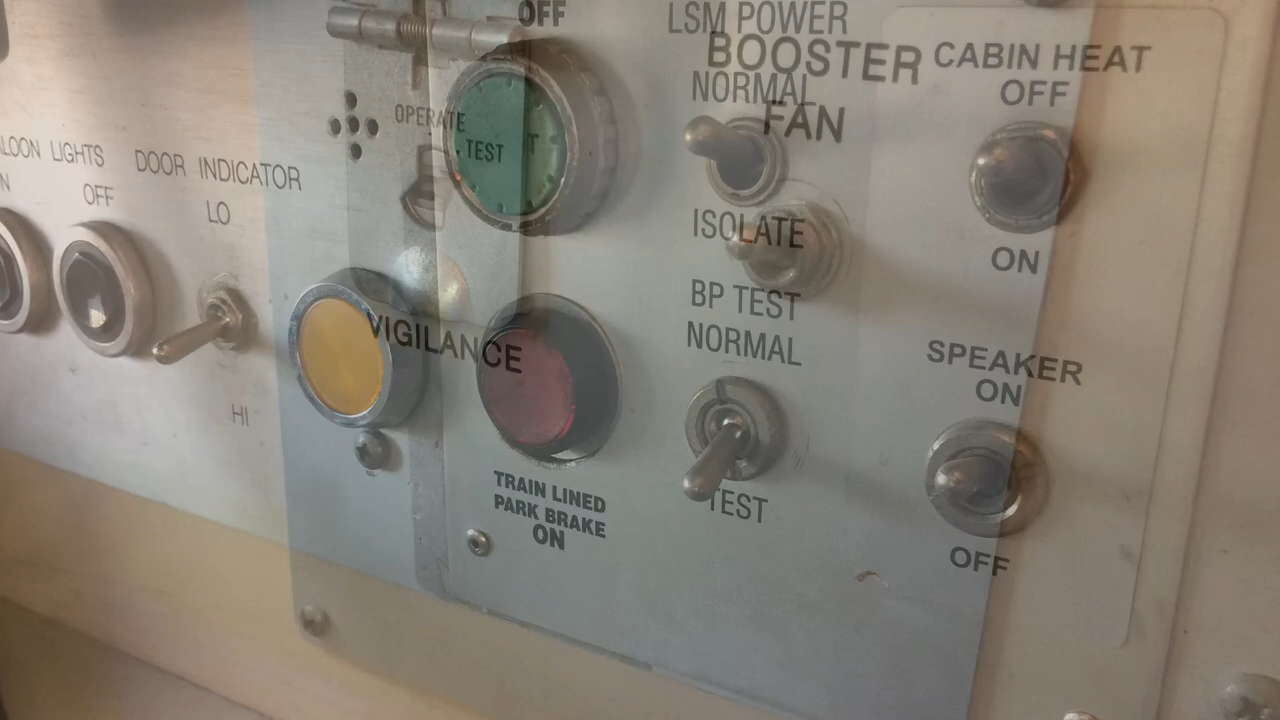 OFF
LSM POWER
BOOSTER
FAN
NORMAL
CABIN HEAT
OFF
OPERATE
TEST
T
LIGHTS
OFF
DOOR INDICATOR
LO
HI
ISOLATE
ON
BP TEST
NORMAL
VIGILANCE
SPEAKER
ON
TRAIN LINED
PARK BRAKE
ON
TEST
OFF